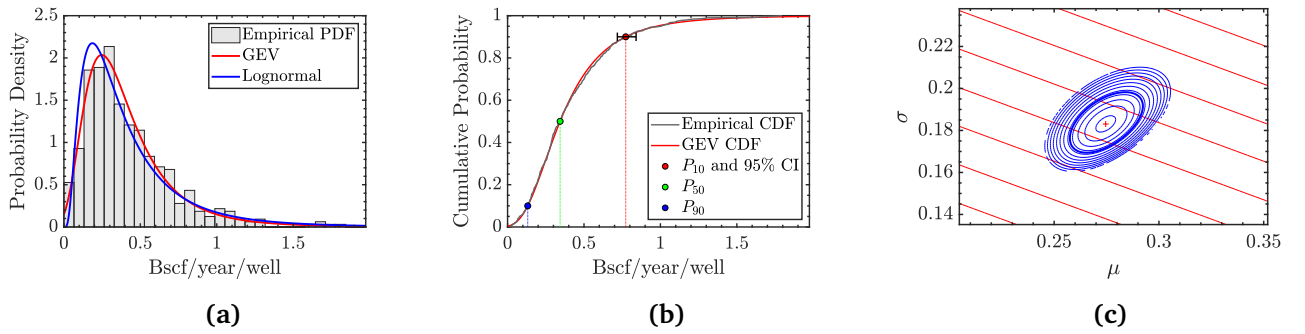 Probability Density
2.5
2
1.5
1
0.5
0
0 0.5 1 1.5
Bscf/year/well
Empirical PDF
GEV
Lognormal
(a)
Cumulative Probability
1
0.8
0.6
0.4
0.2
0
0 0.5 1 1.5
Bscf/year/well
Empirical CDF
GEV CDF
P10 and 95% CI
P50
P90
(b)
σ
0.22
0.2
0.18
0.16
0.14
0.25 0.3 0.35
μ
(c)